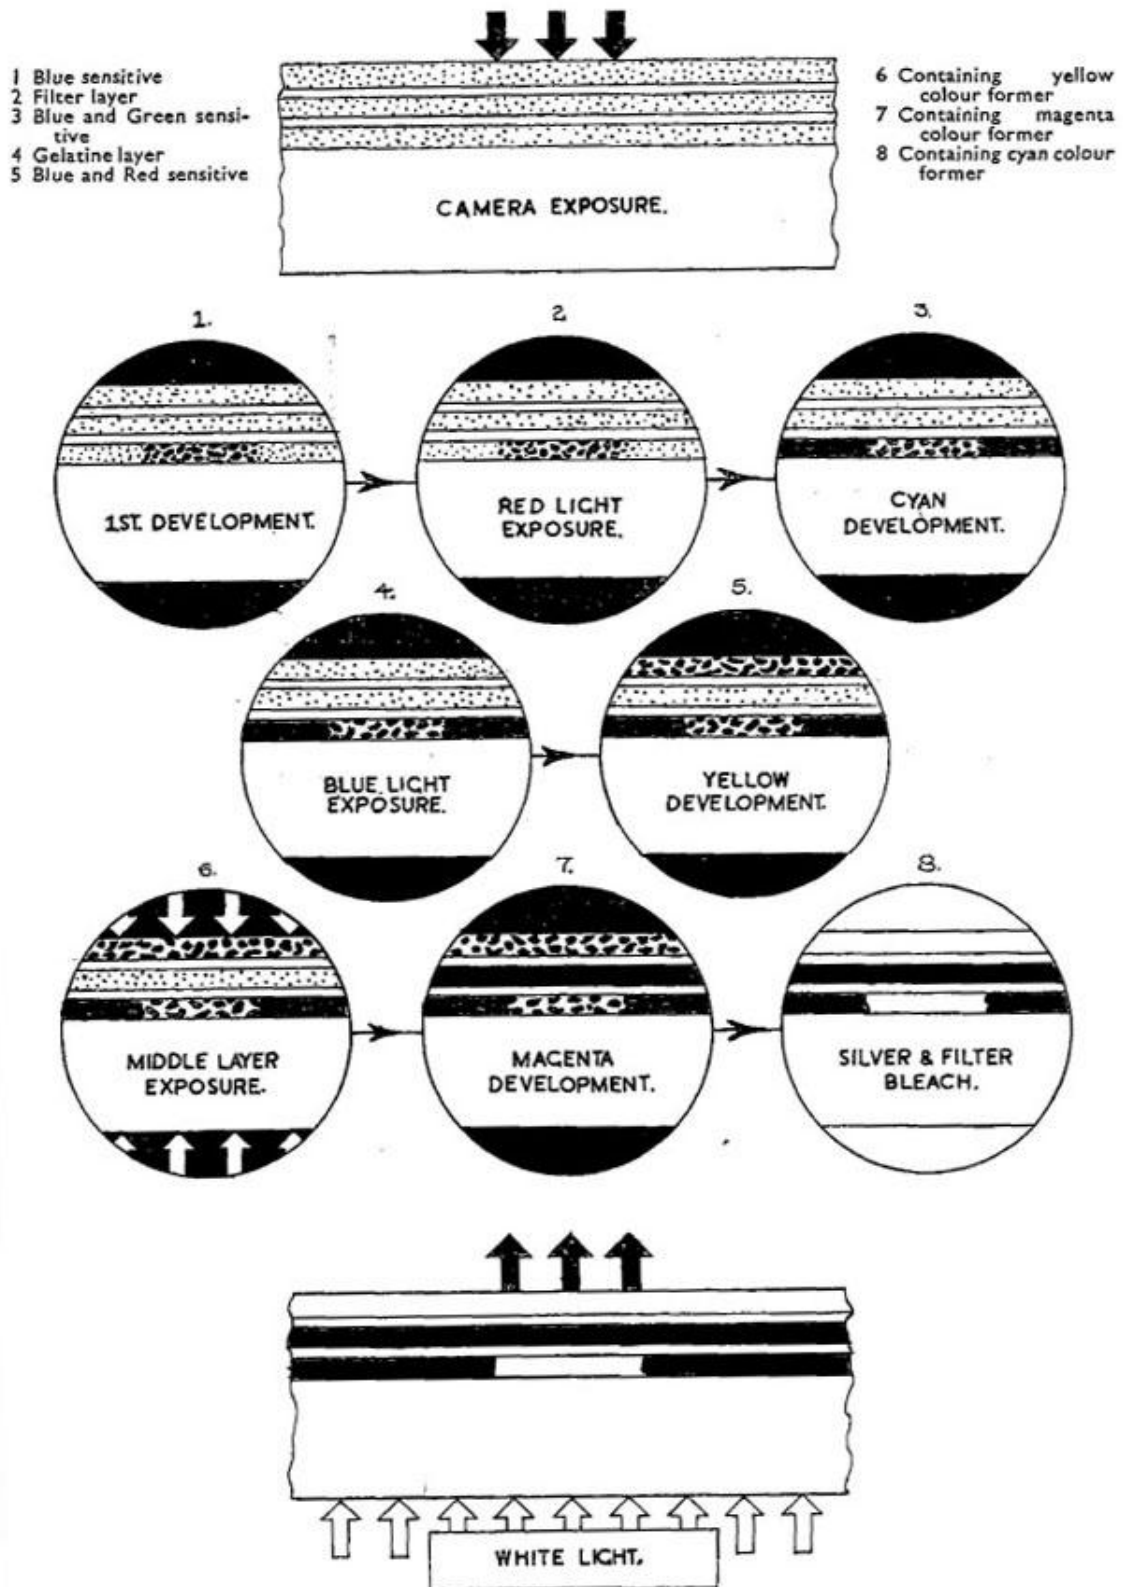 1 Blue sensitive
2 Filter layer
3 Blue and Green sensi-
tive
4 Gelatine layer
5 Blue and Red sensitive
6 Containing yellow
colour former
7 Containing magenta
colour former
8 Containing cyan colour
former
CAMERA EXPOSURE.
1.
2
3.
1ST. DEVELOPMENT.
RED LIGHT
EXPOSURE.
CYAN
DEVELOPMENT.
4.
5.
BLUE LIGHT
EXPOSURE.
YELLOW
DEVELOPMENT.
6.
7.
8.
MIDDLE LAYER
EXPOSURE.
MAGENTA
DEVELOPMENT.
SILVER & FILTER
BLEACH.
WHITE LIGHT.